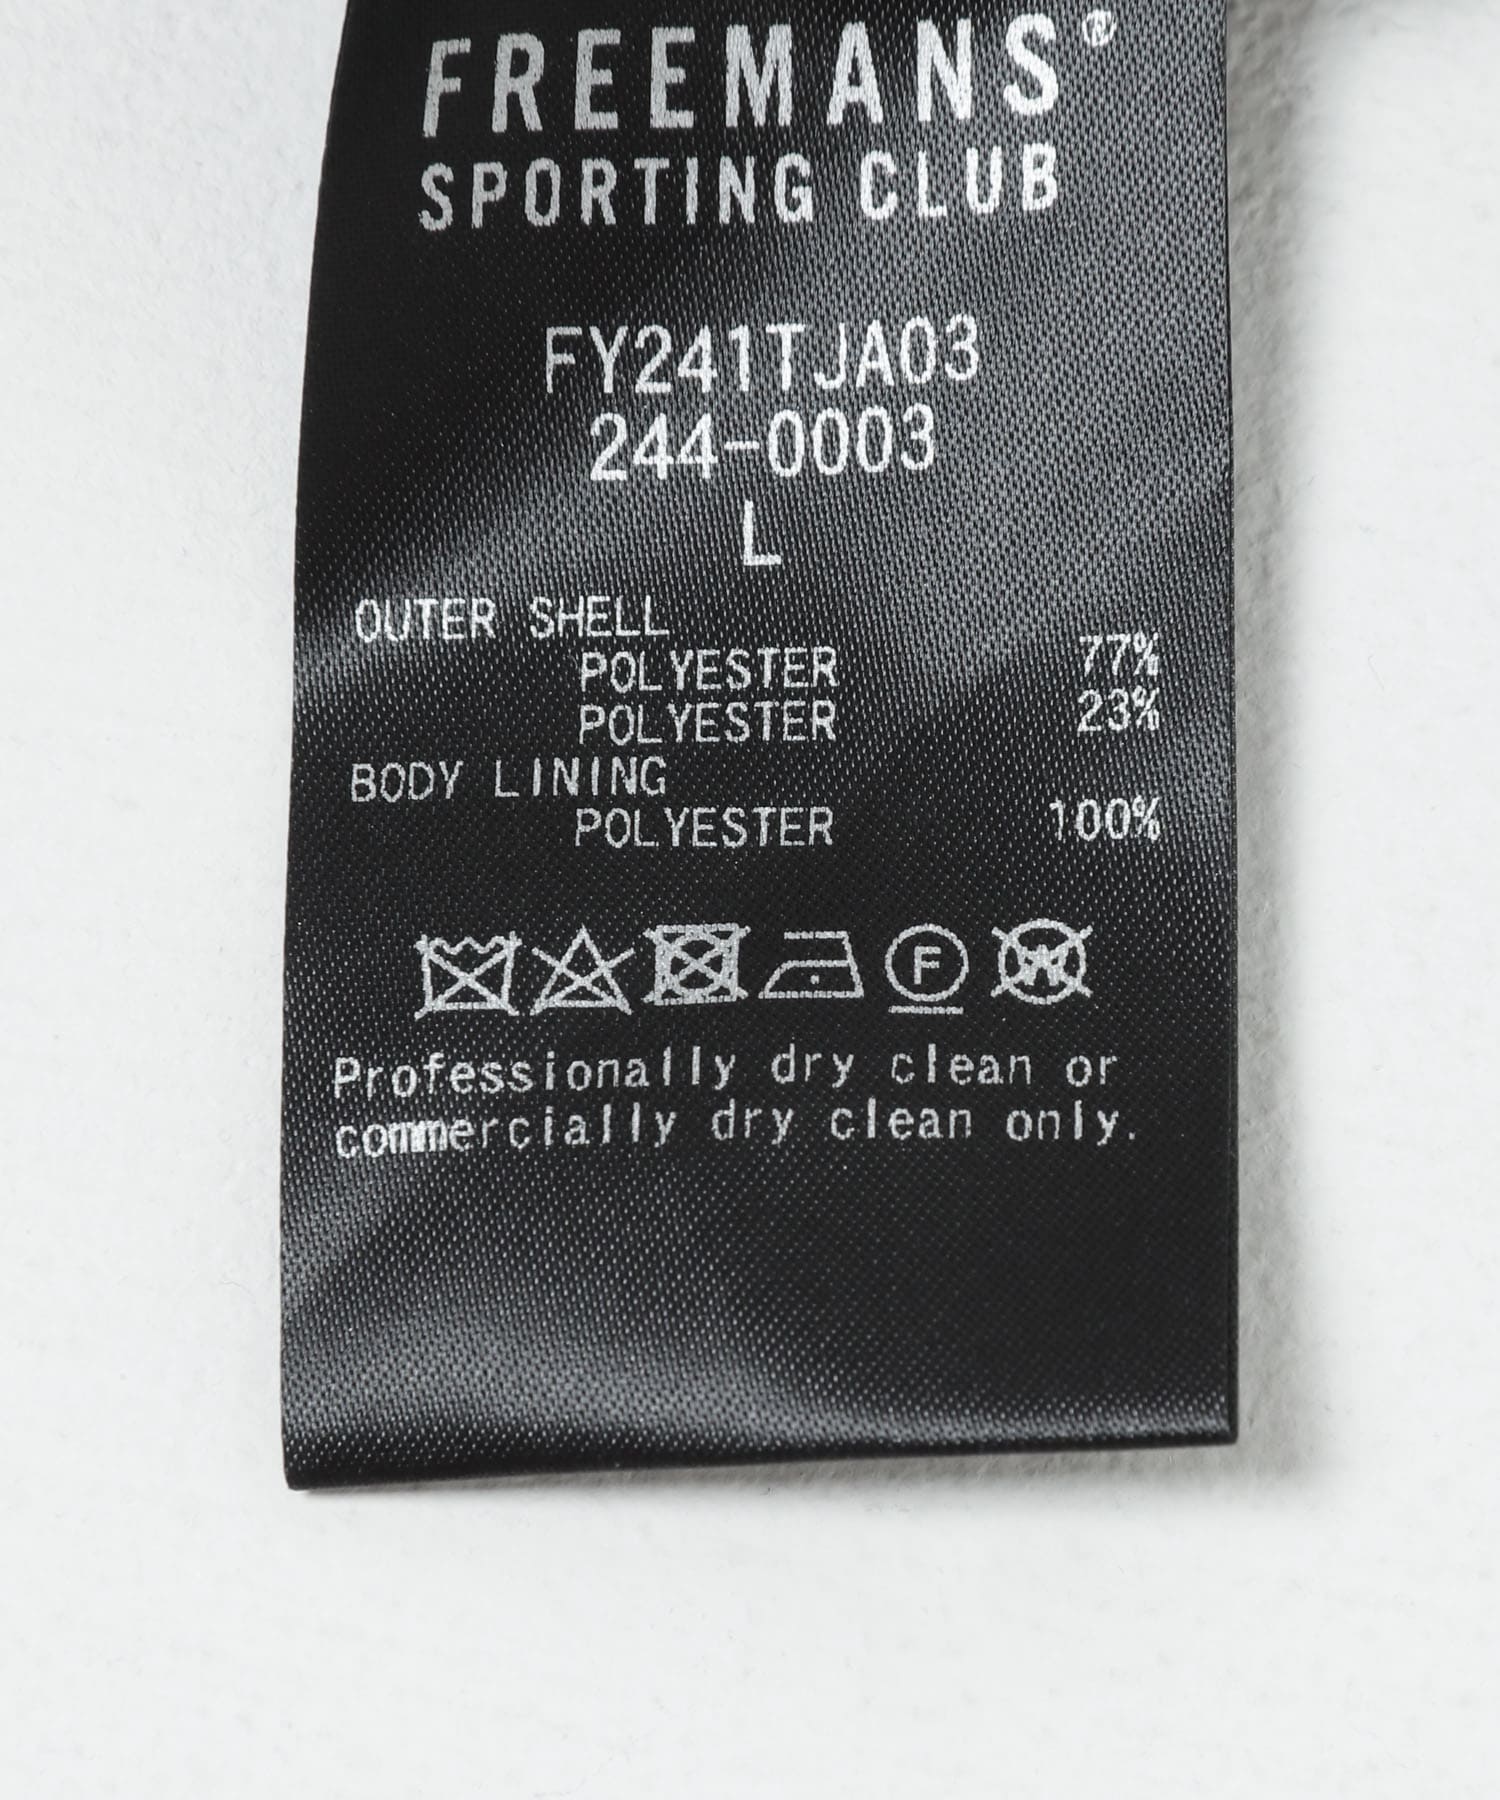 FREEMANS®
SPORTING CLUB
FY241TJA03
244-0003
L
OUTER SHELL
POLYESTER 77%
POLYESTER 23%
BODY LINING
POLYESTER 100%
F W
Professionally dry clean or
commercially dry clean only.